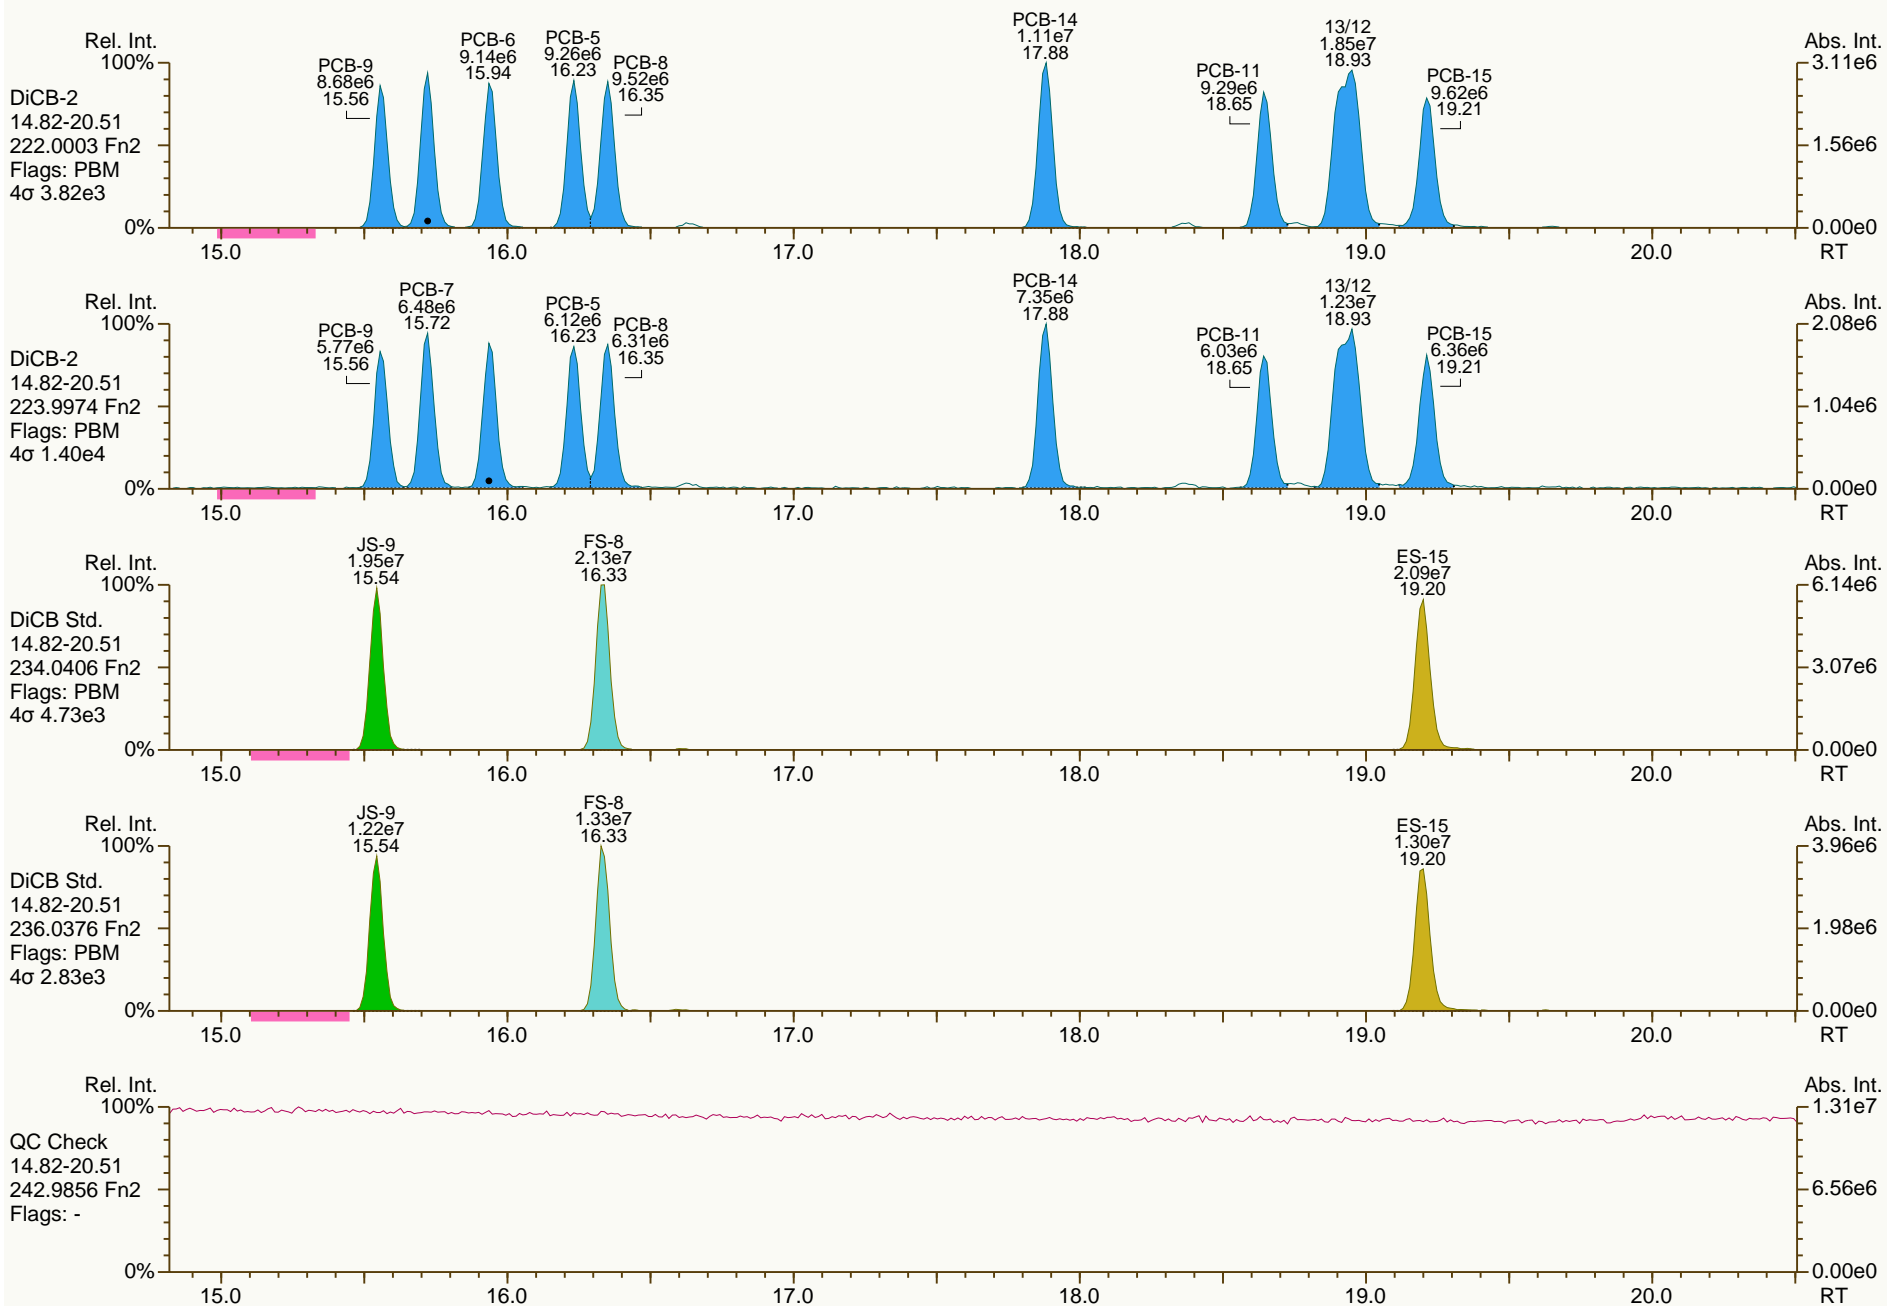 Rel. Int.
100%
0%
DiCB-2
14.82-20.51
222.0003 Fn2
Flags: PBM
4σ 3.82e3
PCB-9
8.68e6
15.56
PCB-6
9.14e6
15.94
PCB-5
9.26e6
16.23
PCB-8
9.52e6
16.35
PCB-14
1.11e7
17.88
PCB-11
9.29e6
18.65
13/12
1.85e7
18.93
PCB-15
9.62e6
19.21
Abs. Int.
3.11e6
1.56e6
0.00e0
15.0 16.0 17.0 18.0 19.0 20.0 RT
Rel. Int.
100%
0%
DiCB-2
14.82-20.51
223.9974 Fn2
Flags: PBM
4σ 1.40e4
PCB-9
5.77e6
15.56
PCB-7
6.48e6
15.72
PCB-5
6.12e6
16.23
PCB-8
6.31e6
16.35
PCB-14
7.35e6
17.88
PCB-11
6.03e6
18.65
13/12
1.23e7
18.93
PCB-15
6.36e6
19.21
Abs. Int.
2.08e6
1.04e6
0.00e0
15.0 16.0 17.0 18.0 19.0 20.0 RT
Rel. Int.
100%
0%
DiCB Std.
14.82-20.51
234.0406 Fn2
Flags: PBM
4σ 4.73e3
JS-9
1.95e7
15.54
FS-8
2.13e7
16.33
ES-15
2.09e7
19.20
Abs. Int.
6.14e6
3.07e6
0.00e0
15.0 16.0 17.0 18.0 19.0 20.0 RT
Rel. Int.
100%
0%
DiCB Std.
14.82-20.51
236.0376 Fn2
Flags: PBM
4σ 2.83e3
JS-9
1.22e7
15.54
FS-8
1.33e7
16.33
ES-15
1.30e7
19.20
Abs. Int.
3.96e6
1.98e6
0.00e0
15.0 16.0 17.0 18.0 19.0 20.0 RT
Rel. Int.
100%
0%
QC Check
14.82-20.51
242.9856 Fn2
Flags: -
Abs. Int.
1.31e7
6.56e6
0.00e0
15.0 16.0 17.0 18.0 19.0 20.0 RT